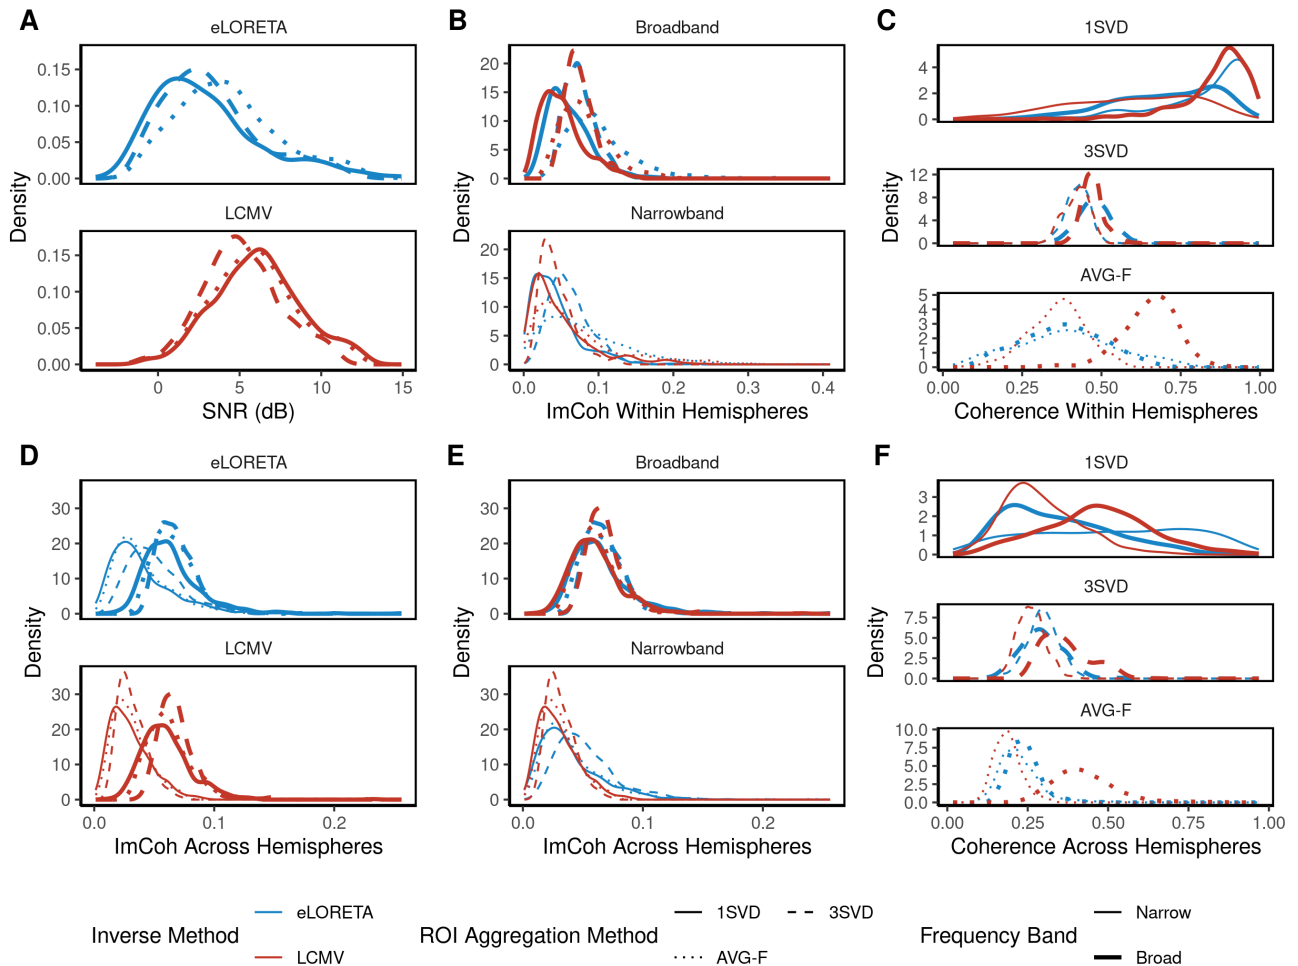 A
eLORETA
0.15
0.10
0.05
0.00
LCMV
0.15
0.10
0.05
0.00
Density
0 5 10 15
SNR (dB)
B
Broadband
20
15
10
5
0
Narrowband
20
15
10
5
0
Density
0.0 0.1 0.2 0.3 0.4
ImCoh Within Hemispheres
C
1SVD
4
2
0
3SVD
12
8
4
0
AVG-F
5
4
3
2
1
0
Density
0.00 0.25 0.50 0.75 1.00
Coherence Within Hemispheres
D
eLORETA
30
20
10
0
LCMV
30
20
10
0
Density
0.0 0.1 0.2
ImCoh Across Hemispheres
E
Broadband
30
20
10
0
Narrowband
30
20
10
0
Density
0.0 0.1 0.2
ImCoh Across Hemispheres
F
1SVD
3
2
1
0
3SVD
7.5
5.0
2.5
0.0
AVG-F
10.0
7.5
5.0
2.5
0.0
Density
0.00 0.25 0.50 0.75 1.00
Coherence Across Hemispheres
Inverse Method
eLORETA
LCMV
ROI Aggregation Method
1SVD
3SVD
AVG-F
Frequency Band
Narrow
Broad